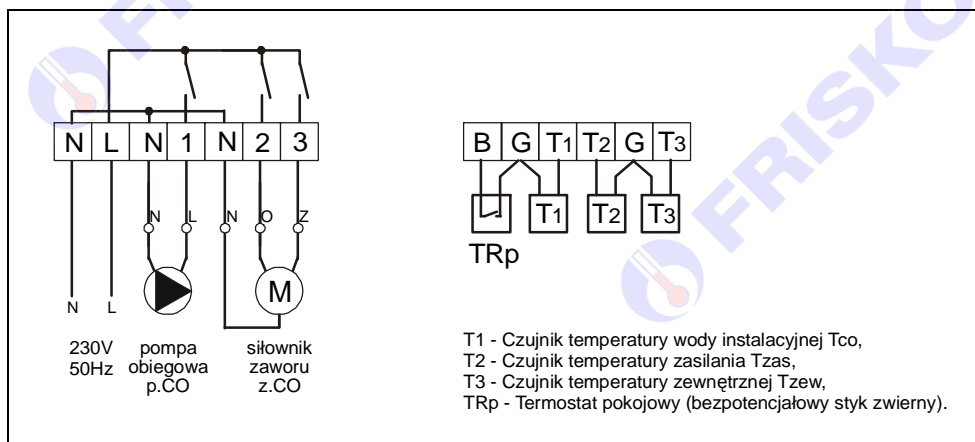 FRISKO
N L N 1 N 2 3
N L N O Z
N L
M
230V
50Hz
pompa
obiegowa
p.CO
siłownik
zaworu
z.CO
B G T1 T2 G T3
T1 T2 T3
TRp
FRISKO
T1 - Czujnik temperatury wody instalacyjnej Tco,
T2 - Czujnik temperatury zasilania Tzas,
T3 - Czujnik temperatury zewnętrznej Tzew,
TRp - Termostat pokojowy (bezpotencjałowy styk zwierny).